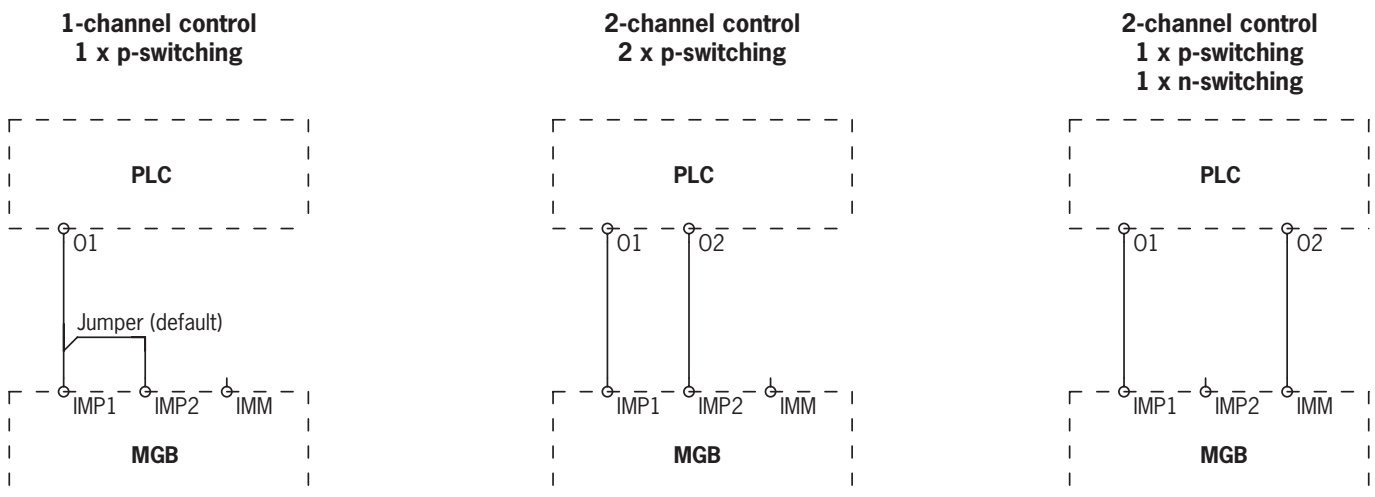 1-channel control
1 x p-switching
PLC
O1
Jumper (default)
IMP1 IMP2 IMM
MGB
2-channel control
2 x p-switching
PLC
O1 O2
IMP1 IMP2 IMM
MGB
2-channel control
1 x p-switching
1 x n-switching
PLC
O1 O2
IMP1 IMP2 IMM
MGB